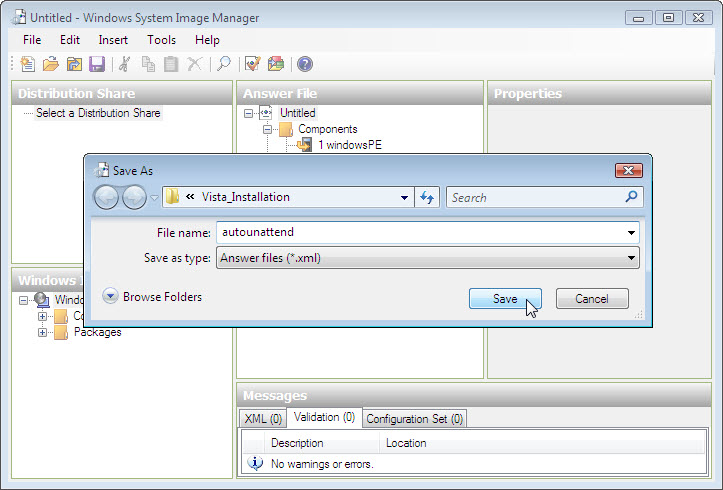 Untitled - Windows System Image Manager
File Edit Insert Tools Help
Distribution Share
Select a Distribution Share
Answer File
Untitled
Components
1 windowsPE
Properties
Save As
« Vista_Installation
Search
File name: autounattend
Save as type: Answer files (*.xml)
Browse Folders
Save Cancel
Windows I
Windo
Co
Packages
Messages
XML (0) Validation (0) Configuration Set (0)
Description Location
No warnings or errors.